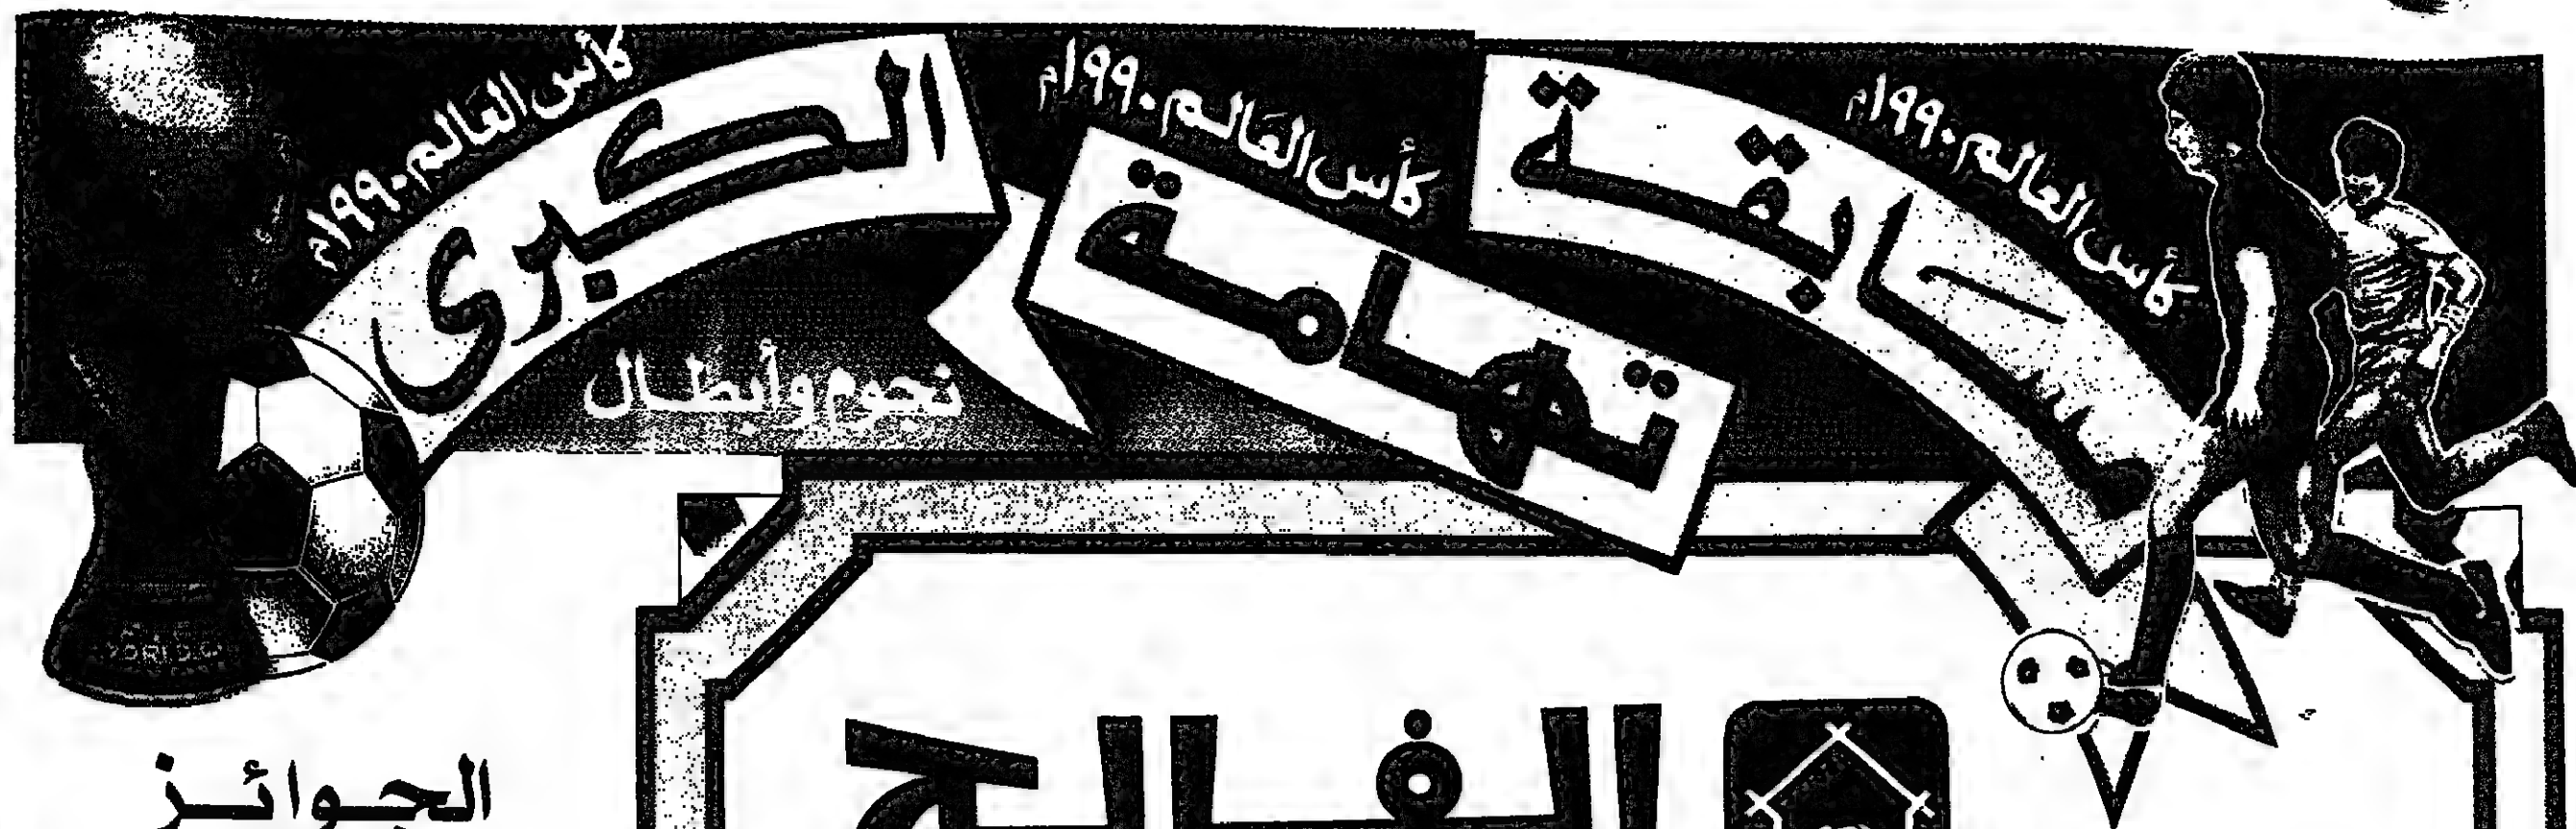 كأس العالم ١٩٩٠م
كأس العالم ١٩٩٠م
كأس العالم ١٩٩٠م
مسابقة
تهامة
الكبرى
نجوم وأبطال
الجوائز